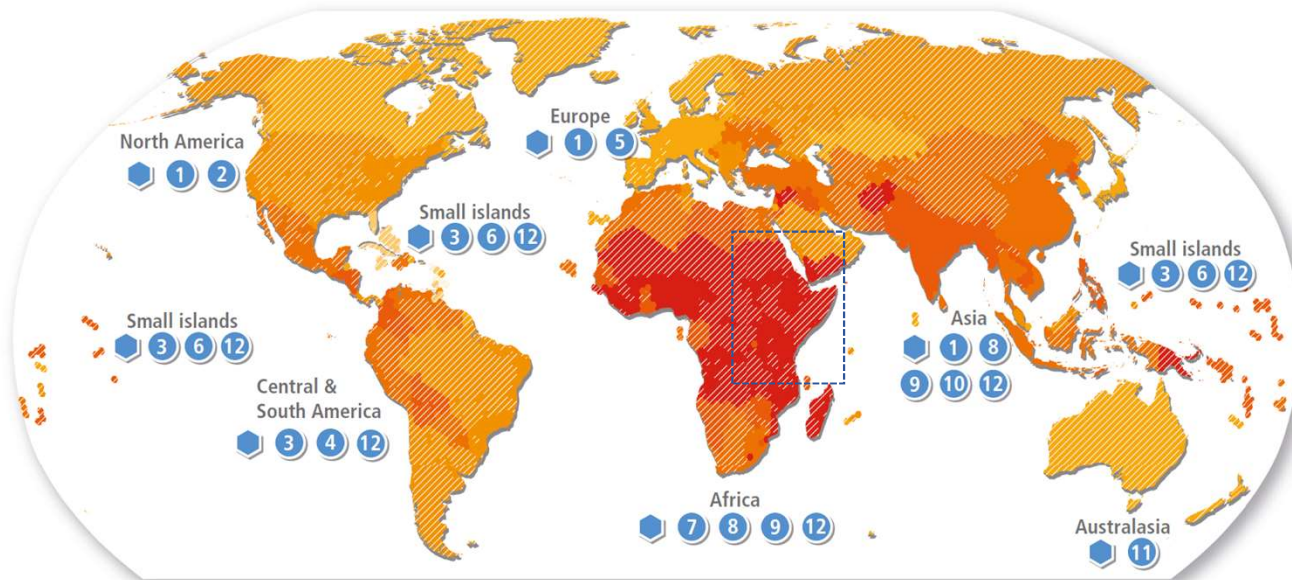 North America
1 2
Europe
1 5
Small islands
3 6 12
Small islands
3 6 12
Small islands
3 6 12
Central &
South America
3 4 12
Asia
1 8
9 10 12
Africa
7 8 9 12
Australasia
11